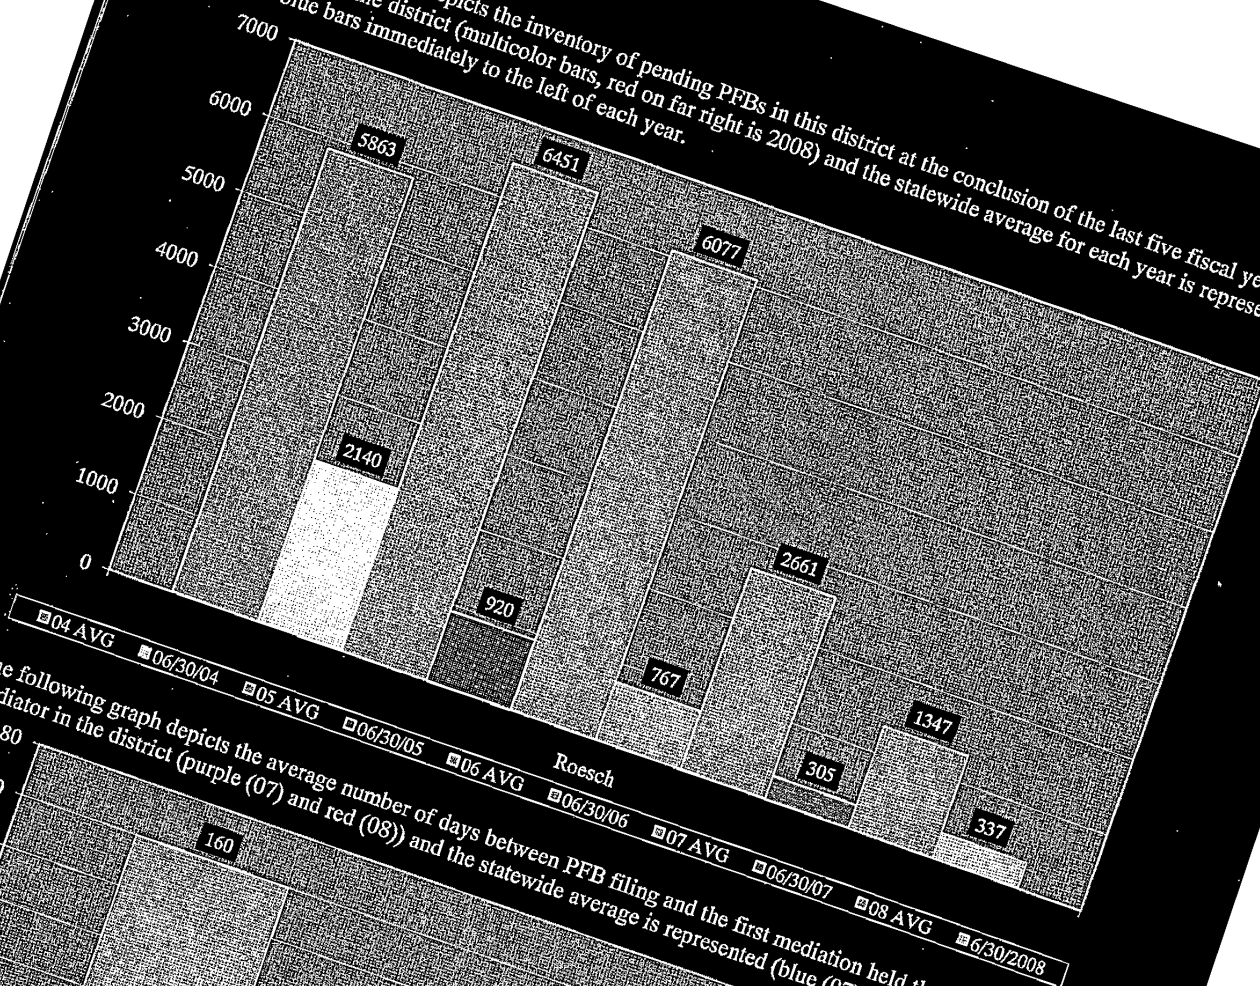 the inventory of pending PFBs in this district at the conclusion of the last five fiscal
district (multicolor bars, red on far right is 2008) and the statewide average for each year is
bars immediately to the left of each year.
7000
6000
5000
4000
3000
2000
1000
0
5863
2140
6451
920
6077
767
2661
305
1347
337
Roesch
04 AVG 06/30/04 05 AVG 06/30/05 06 AVG 06/30/06 07 AVG 06/30/07 08 AVG 6/30/2008
following graph depicts the average number of days between PFB filing and the first mediation held
in the district (purple (07) and red (08)) and the statewide average is represented (blue
80
160